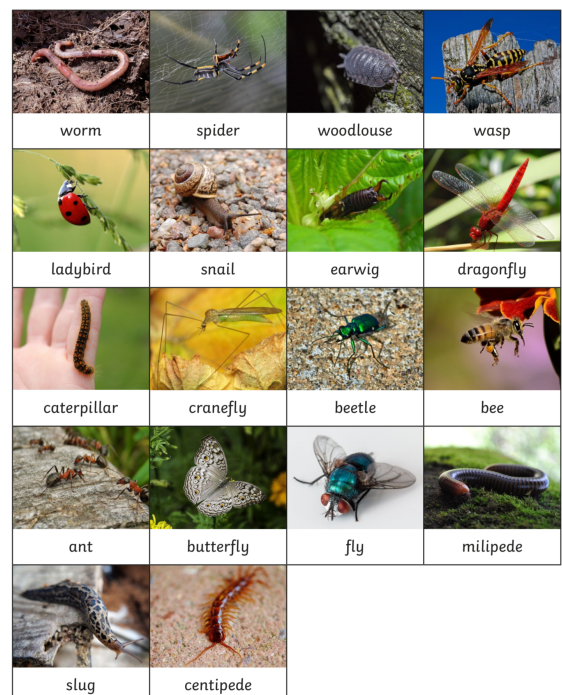 worm
spider
woodlouse
wasp
ladybird
snail
earwig
dragonfly
caterpillar
cranefly
beetle
bee
ant
butterfly
fly
milipede
slug
centipede